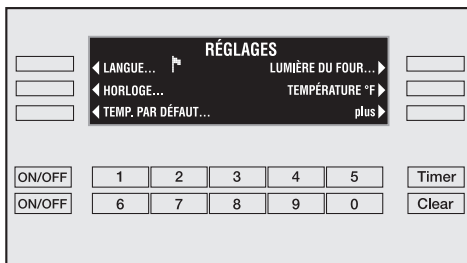 RÉGLAGES
LANGUE... LUMIÈRE DU FOUR...
HORLOGE... TEMPÉRATURE °F
TEMP. PAR DÉFAUT... plus
ON/OFF 1 2 3 4 5 Timer
ON/OFF 6 7 8 9 0 Clear